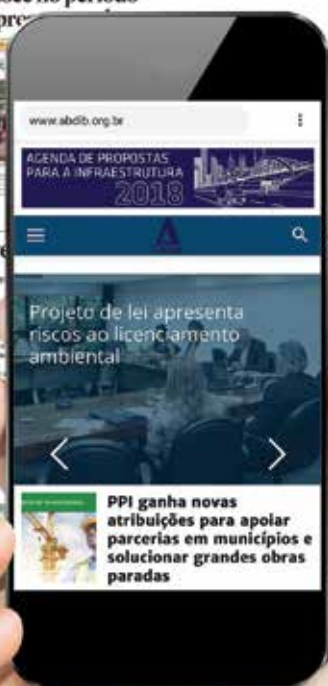 www.abdib.org.br
AGENDA DE PROPOSTAS
PARA A INFRAESTRUTURA
2018
Projeto de lei apresenta
riscos ao licenciamento
ambiental
PPI ganha novas
atribuições para apoiar
parcerias em municípios e
solucionar grandes obras
paradas